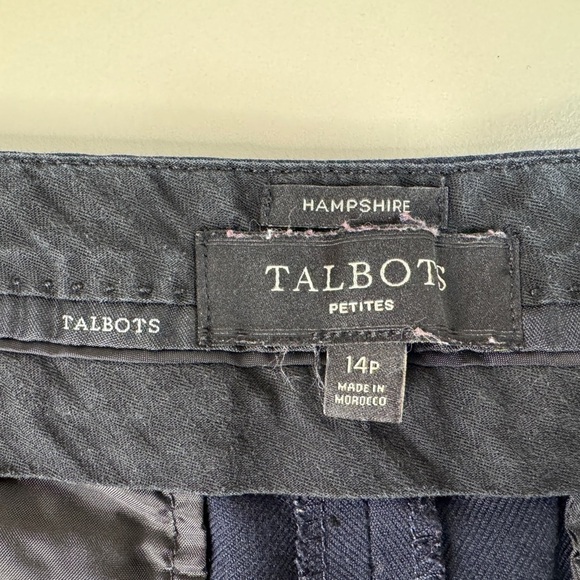 HAMPSHIRE
TALBOTS
PETITES
TALBOTS
14P
MADE IN
MOROCCO